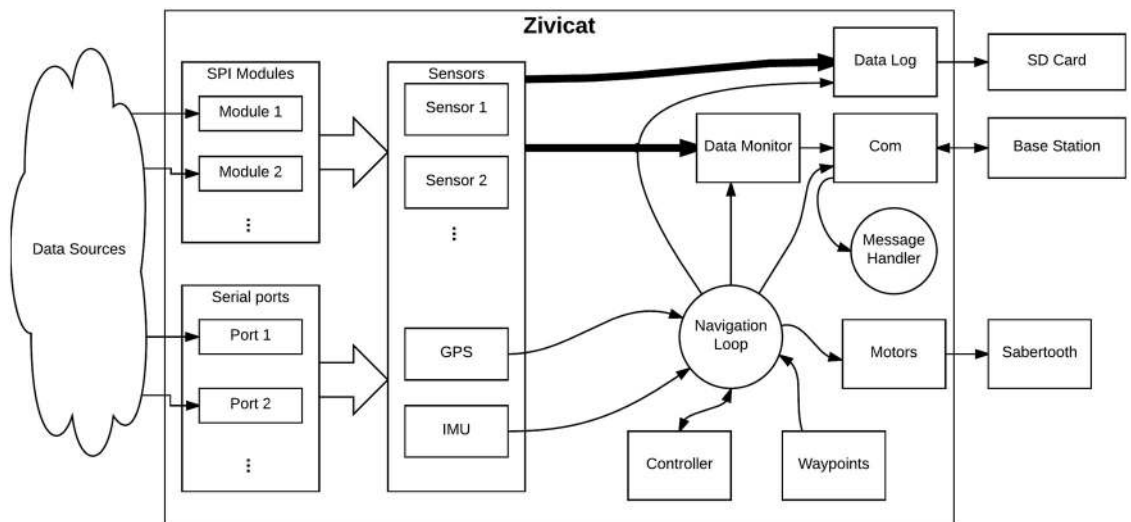 Zivicat
Data Sources
SPI Modules
Module 1
Module 2
...
Serial ports
Port 1
Port 2
...
Sensors
Sensor 1
Sensor 2
...
GPS
IMU
Data Log
SD Card
Data Monitor
Com
Base Station
Message
Handler
Navigation
Loop
Motors
Sabertooth
Controller
Waypoints